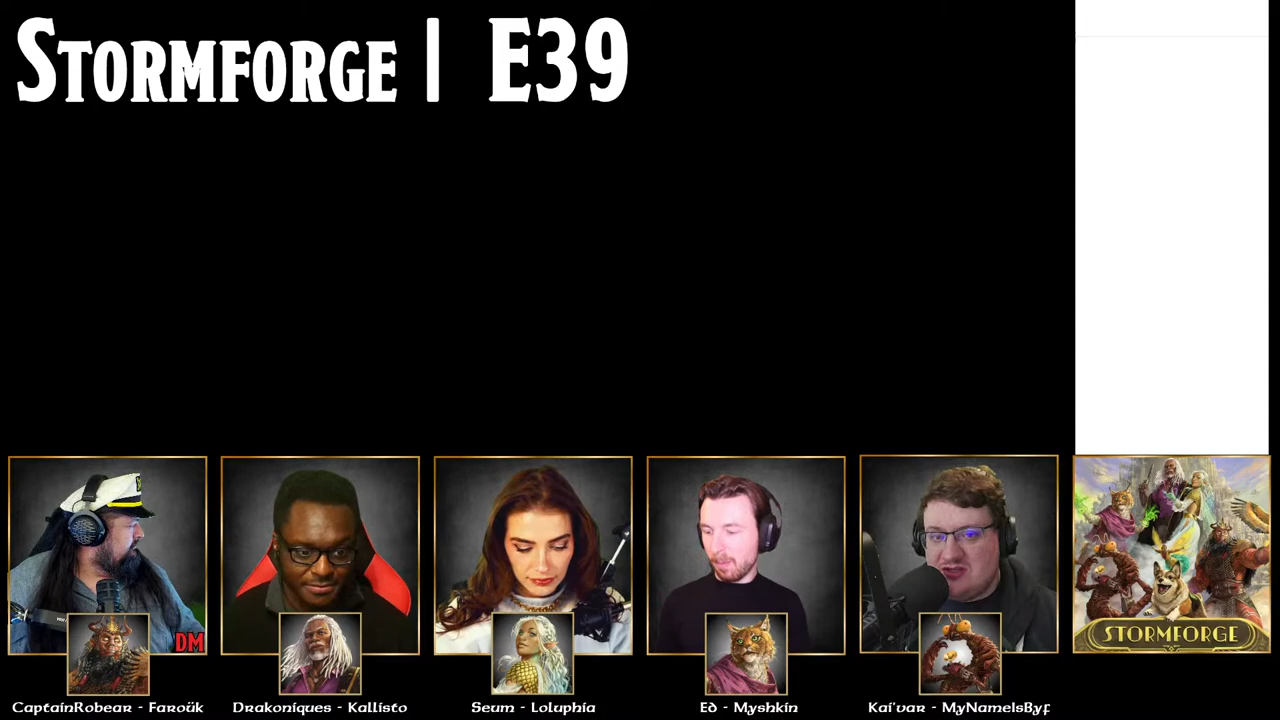 Stormforge | E39
DM
STORMFORGE
CaptainRobear - Faroük
Drakoniques - Kallisto
Seum - Loluphia
Ed - Myshkin
Kai'var - MyNameIsByf